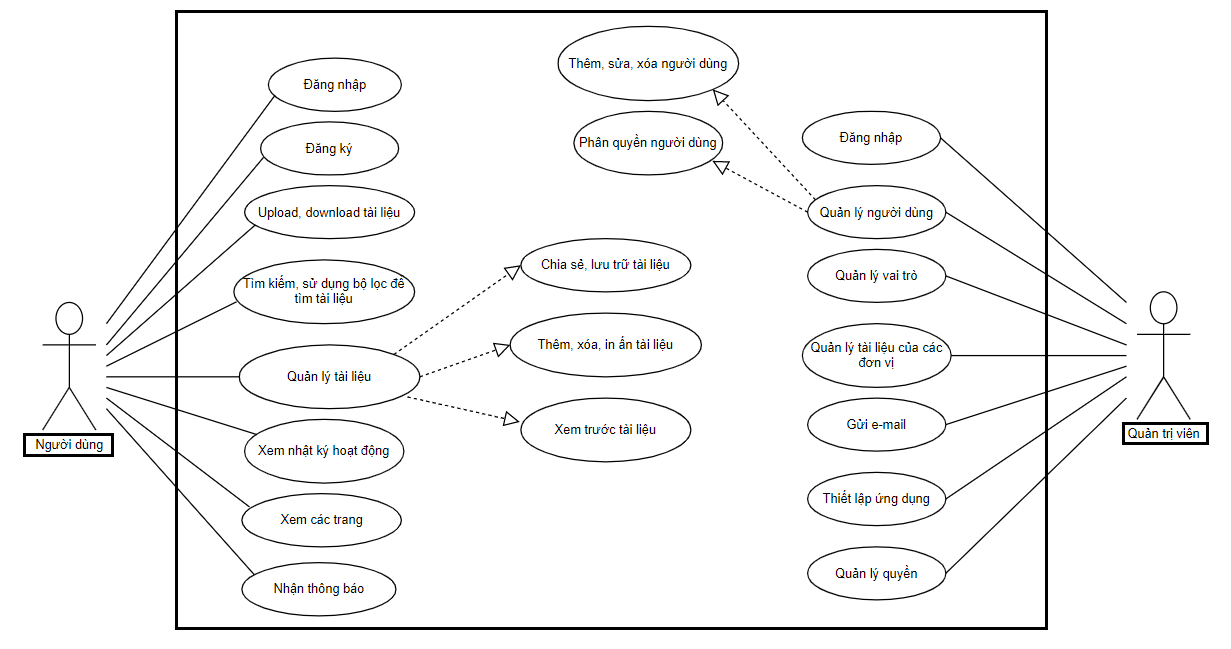 Đăng nhập
Đăng ký
Upload, download tài liệu
Tìm kiếm, sử dụng bộ lọc để
tìm tài liệu
Quản lý tài liệu
Xem nhật ký hoạt động
Xem các trang
Nhận thông báo
Người dùng
Thêm, sửa, xóa người dùng
Phân quyền người dùng
Chia sẻ, lưu trữ tài liệu
Thêm, xóa, in ấn tài liệu
Xem trước tài liệu
Đăng nhập
Quản lý người dùng
Quản lý vai trò
Quản lý tài liệu của các
đơn vị
Gửi e-mail
Thiết lập ứng dụng
Quản lý quyền
Quản trị viên